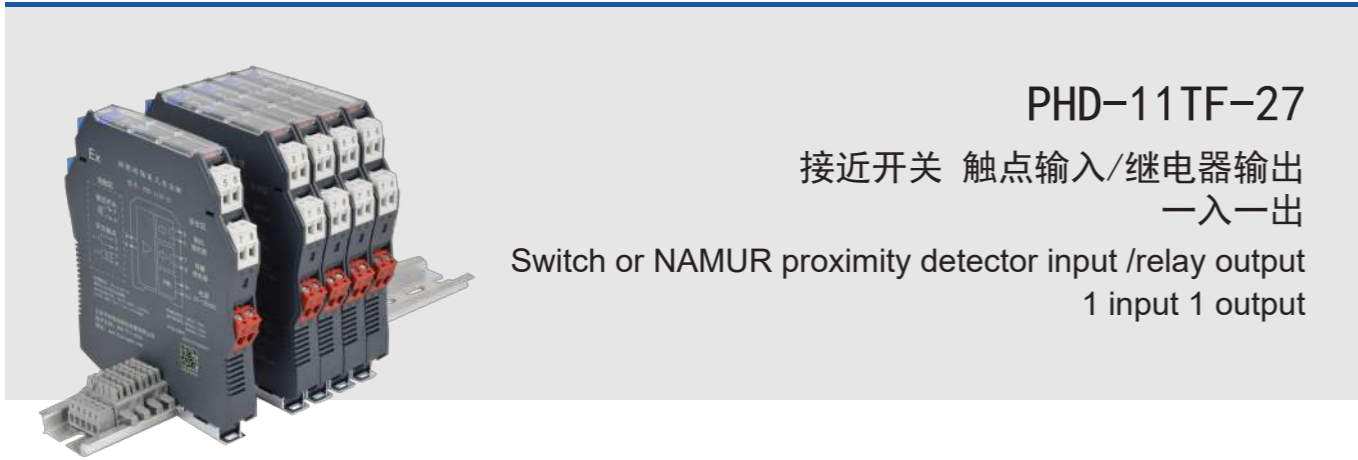 PHD-11TF-27
接近开关 触点输入/继电器输出
一入一出
Switch or NAMUR proximity detector input /relay output
1 input 1 output
Ex